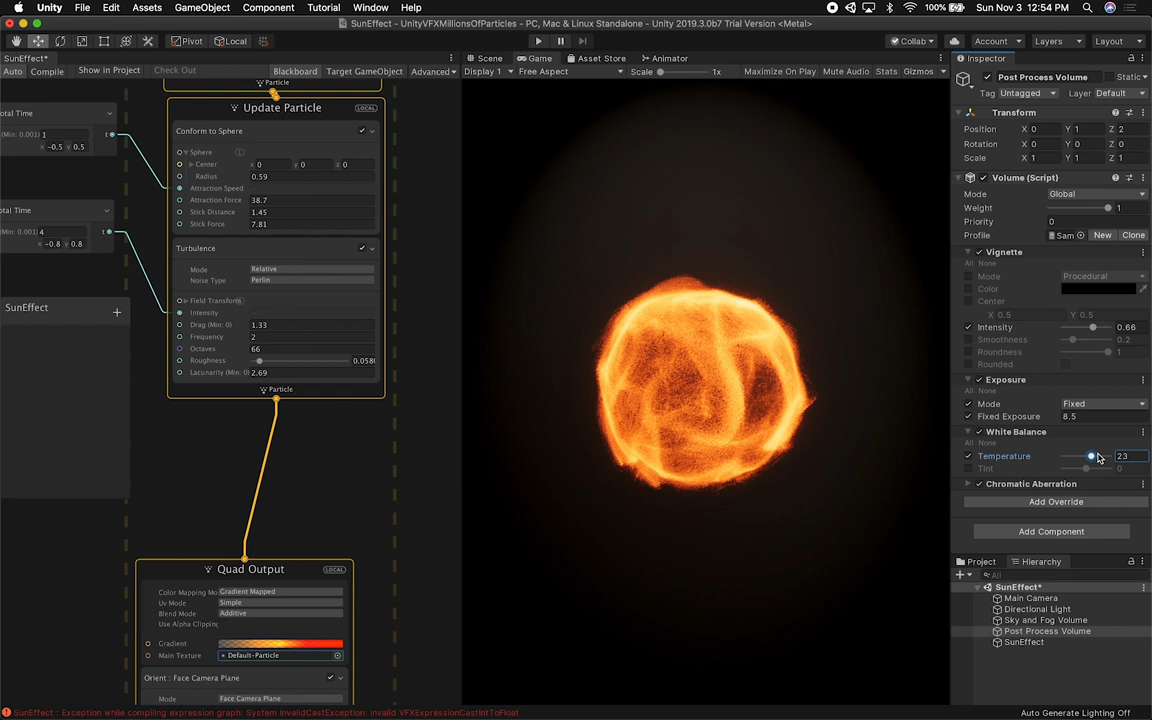 Unity File Edit Assets GameObject Component Tutorial Window Help 100% Sun Nov 3 12:54 PM
SunEffect - UnityVFXMillionsOfParticles - PC, Mac & Linux Standalone - Unity 2019.3.0b7 Trial Version <Metal>
Pivot Local Collab Account Layers Layout
SunEffect*
Auto Compile Show in Project Check Out Blackboard Target GameObject Advanced
Particle
Update Particle LOCAL
Conform to Sphere
Sphere
Center x 0 y 0 z 0
Radius 0.59
Attraction Speed
Attraction Force 38.7
Stick Distance 1.45
Stick Force 7.81
Turbulence
Mode Relative
Noise Type Perlin
Field Transform
Intensity
Drag (Min: 0) 1.33
Frequency 2
Octaves 66
Roughness 0.058
Lacunarity (Min: 0) 2.69
Particle
otal Time
(Min: 0.001) 1 t
x -0.5 y 0.5
otal Time
(Min: 0.001) 4 t
x -0.8 y 0.8
SunEffect +
Quad Output LOCAL
Color Mapping Mo Gradient Mapped
Uv Mode Simple
Blend Mode Additive
Use Alpha Clipping
Gradient
Main Texture Default-Particle
Orient : Face Camera Plane
Mode Face Camera Plane
Scene Game Asset Store Animator
Display 1 Free Aspect Scale 1x Maximize On Play Mute Audio Stats Gizmos
Inspector
Post Process Volume Static
Tag Untagged Layer Default
Transform
Position X 0 Y 1 Z 2
Rotation X 0 Y 0 Z 0
Scale X 1 Y 1 Z 1
Volume (Script)
Mode Global
Weight 1
Priority 0
Profile Sam New Clone
Vignette
All None
Mode Procedural
Color
Center
X 0.5 Y 0.5
Intensity 0.66
Smoothness 0.2
Roundness 1
Rounded
Exposure
All None
Mode Fixed
Fixed Exposure 8.5
White Balance
All None
Temperature 23
Tint 0
Chromatic Aberration
Add Override
Add Component
Project Hierarchy
+ All
SunEffect*
Main Camera
Directional Light
Sky and Fog Volume
Post Process Volume
SunEffect
SunEffect : Exception while compiling expression graph: System.InvalidCastException: Invalid VFXExpressionCastIntToFloat
Auto Generate Lighting Off